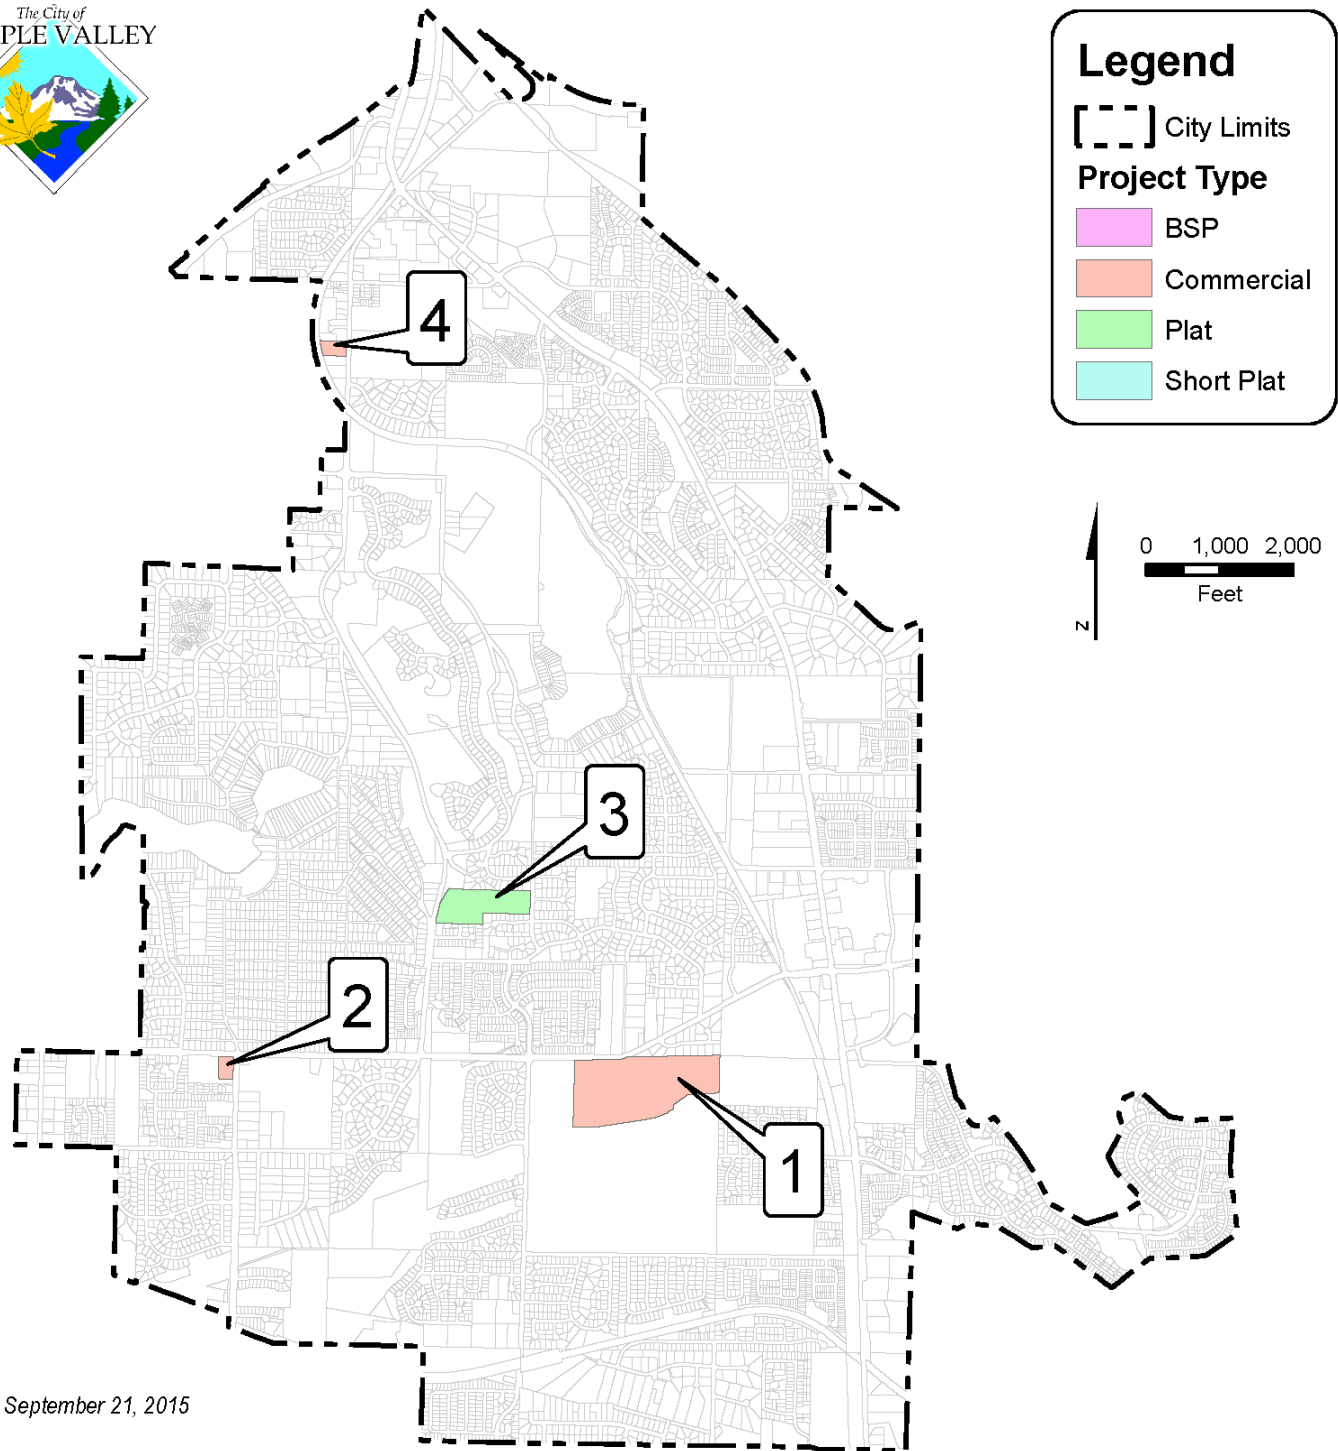 The City of
PLE VALLEY
Legend
City Limits
Project Type
BSP
Commercial
Plat
Short Plat
0 1,000 2,000
Feet
N
4
3
2
1
September 21, 2015